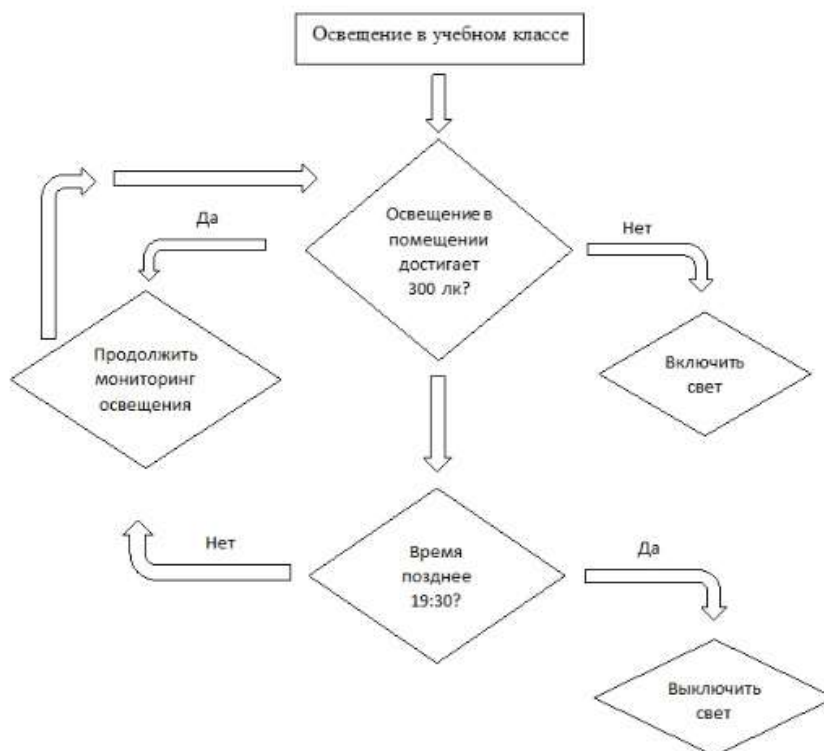 Освещение в учебном классе
Да
Освещение в
помещении
достигает
300 лк?
Нет
Продолжить
мониторинг
освещения
Включить
свет
Нет
Время
позднее
19:30?
Да
Выключить
свет